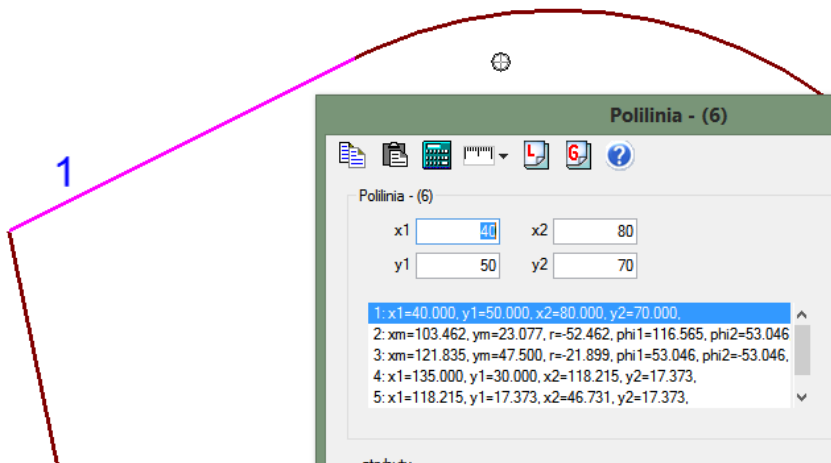 1
Polilinia - (6)
L G ?
Polilinia - (6)
x1 40 x2 80
y1 50 y2 70
1: x1=40.000, y1=50.000, x2=80.000, y2=70.000,
2: xm=103.462, ym=23.077, r=-52.462, phi1=116.565, phi2=53.046
3: xm=121.835, ym=47.500, r=-21.899, phi1=53.046, phi2=-53.046,
4: x1=135.000, y1=30.000, x2=118.215, y2=17.373,
5: x1=118.215, y1=17.373, x2=46.731, y2=17.373,